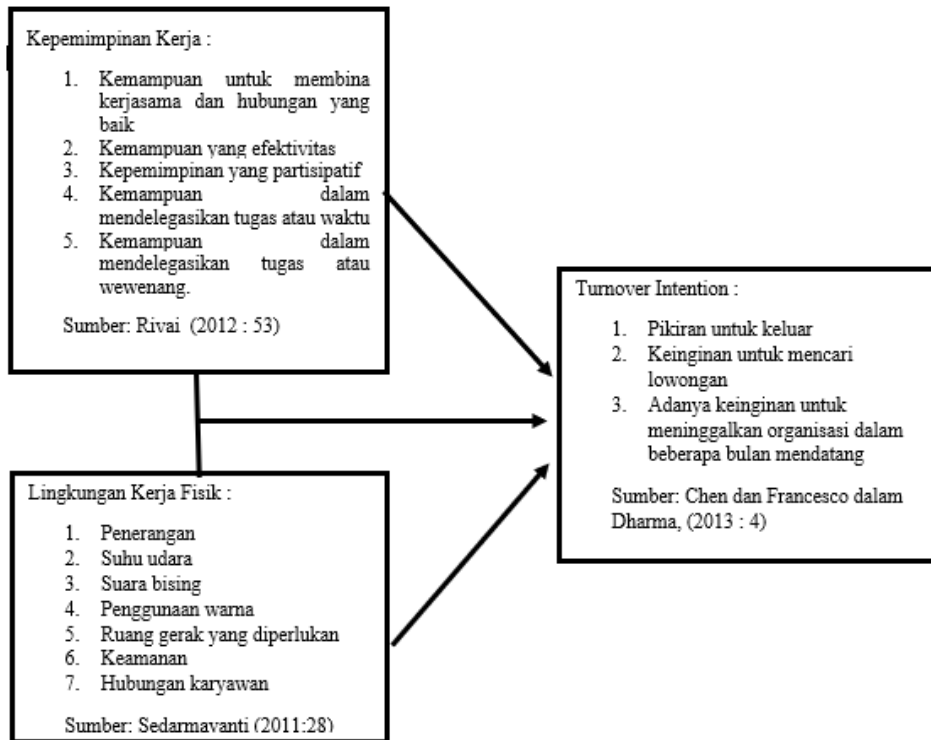 Kepemimpinan Kerja :
1. Kemampuan untuk membina
kerjasama dan hubungan yang
baik
2. Kemampuan yang efektivitas
3. Kepemimpinan yang partisipatif
4. Kemampuan dalam
mendelegasikan tugas atau waktu
5. Kemampuan dalam
mendelegasikan tugas atau
wewenang.
Sumber: Rivai (2012 : 53)
Lingkungan Kerja Fisik :
1. Penerangan
2. Suhu udara
3. Suara bising
4. Penggunaan warna
5. Ruang gerak yang diperlukan
6. Keamanan
7. Hubungan karyawan
Sumber: Sedarmayanti (2011:28)
Turnover Intention :
1. Pikiran untuk keluar
2. Keinginan untuk mencari
lowongan
3. Adanya keinginan untuk
meninggalkan organisasi dalam
beberapa bulan mendatang
Sumber: Chen dan Francesco dalam
Dharma, (2013 : 4)